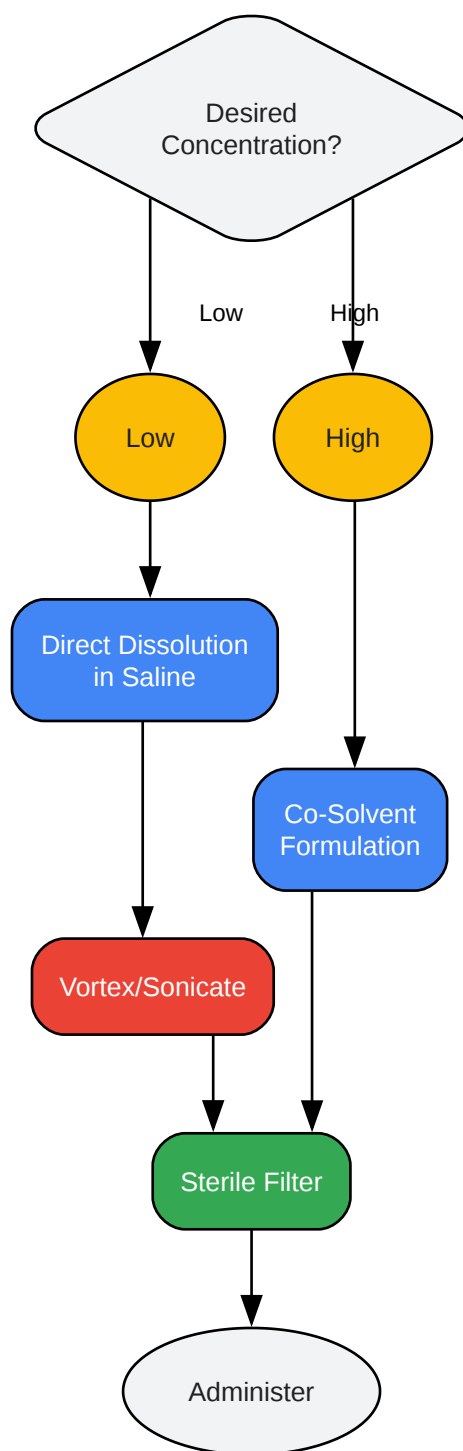 Desired
Concentration?
Low
High
Low
High
Direct Dissolution
in Saline
Co-Solvent
Formulation
Vortex/Sonicate
Sterile Filter
Administer